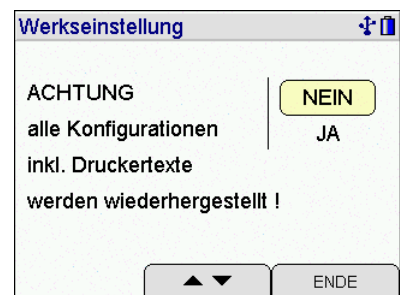 Werkseinstellung
ACHTUNG
alle Konfigurationen
inkl. Druckertexte
werden wiederhergestellt !
NEIN
JA
ENDE